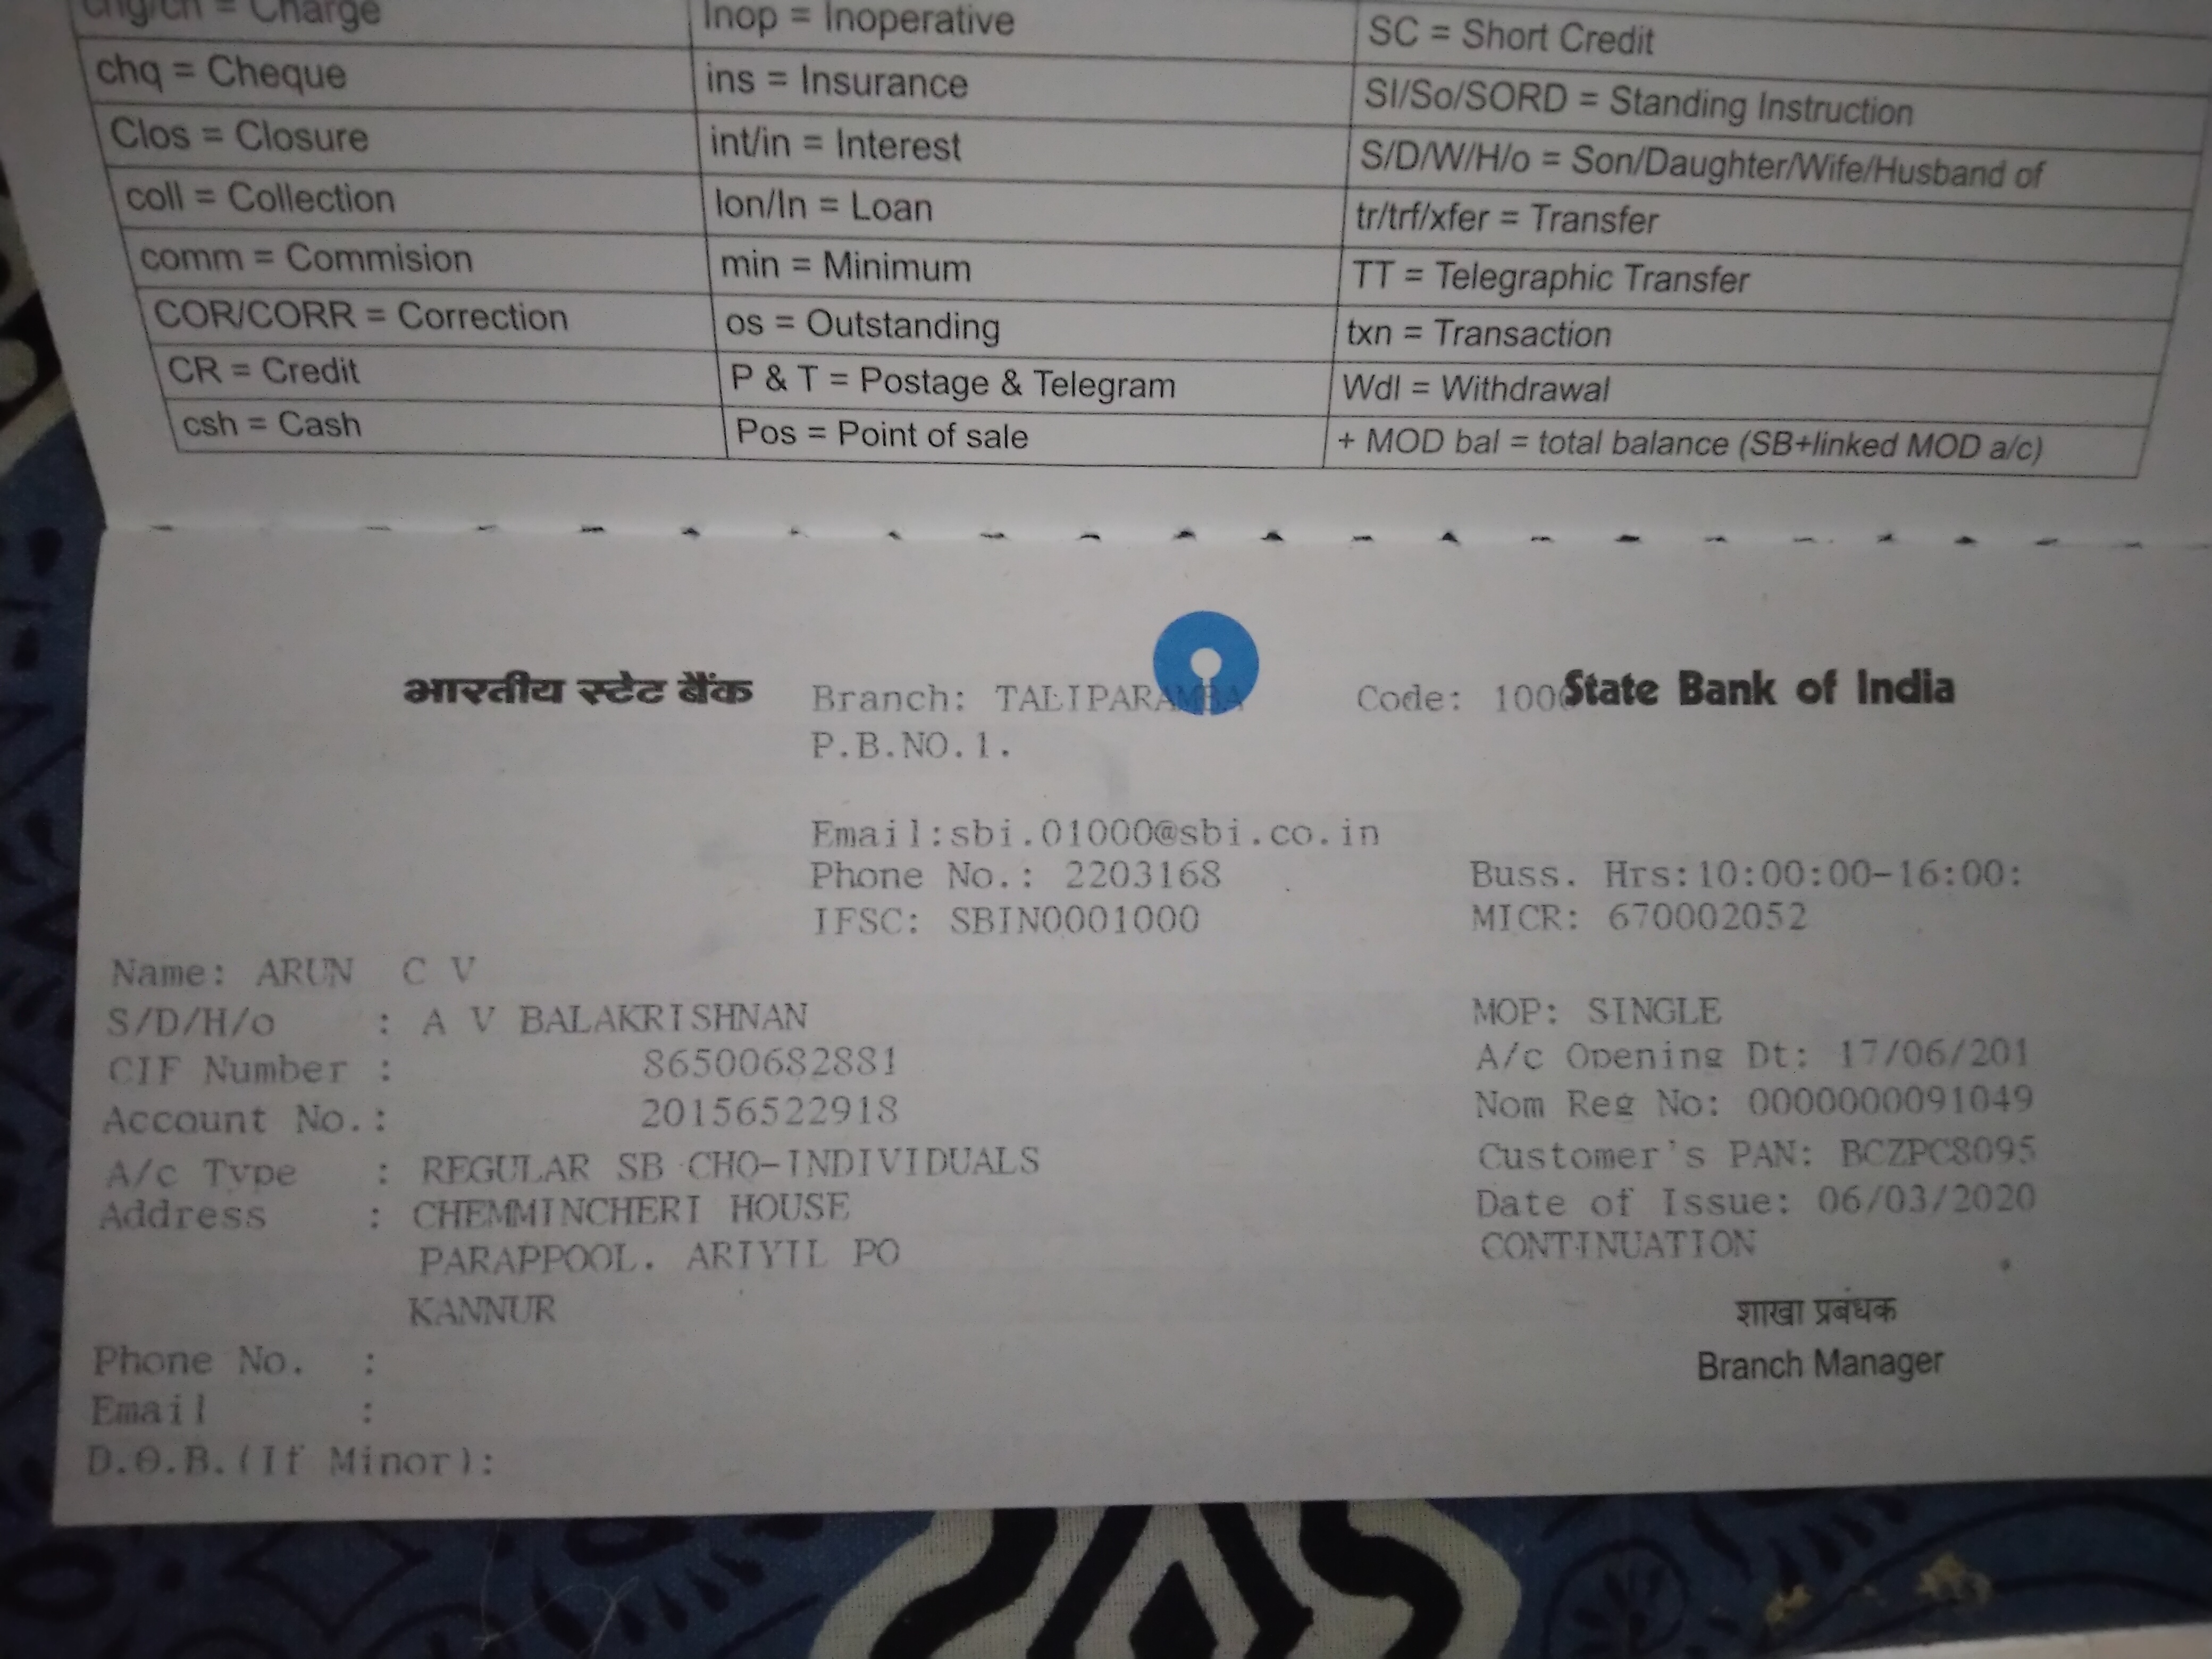 chg/ch = Charge Inop = Inoperative SC = Short Credit
chq = Cheque ins = Insurance SI/So/SORD = Standing Instruction
Clos = Closure int/in = Interest S/D/W/H/o = Son/Daughter/Wife/Husband of
coll = Collection lon/ln = Loan tr/trf/xfer = Transfer
comm = Commision min = Minimum TT = Telegraphic Transfer
COR/CORR = Correction os = Outstanding txn = Transaction
CR = Credit P & T = Postage & Telegram Wdl = Withdrawal
csh = Cash Pos = Point of sale + MOD bal = total balance (SB+linked MOD a/c)
भारतीय स्टेट बैंक Branch: TALIPARAMBA Code: 1000 State Bank of India
P.B.NO.1.
Email:sbi.01000@sbi.co.in
Phone No.: 2203168 Buss. Hrs:10:00:00-16:00:
IFSC: SBIN0001000 MICR: 670002052
Name: ARUN C V
S/D/H/o : A V BALAKRISHNAN MOP: SINGLE
CIF Number : 86500682881 A/c Opening Dt: 17/06/201
Account No.: 20156522918 Nom Reg No: 0000000091049
A/c Type : REGULAR SB CHQ-INDIVIDUALS Customer's PAN: BCZPC8095
Address : CHEMMINCHERI HOUSE Date of Issue: 06/03/2020
PARAPPOOL. ARIYIL PO CONTINUATION
KANNUR शाखा प्रबंधक
Phone No. : Branch Manager
Email :
D.O.B.(If Minor):